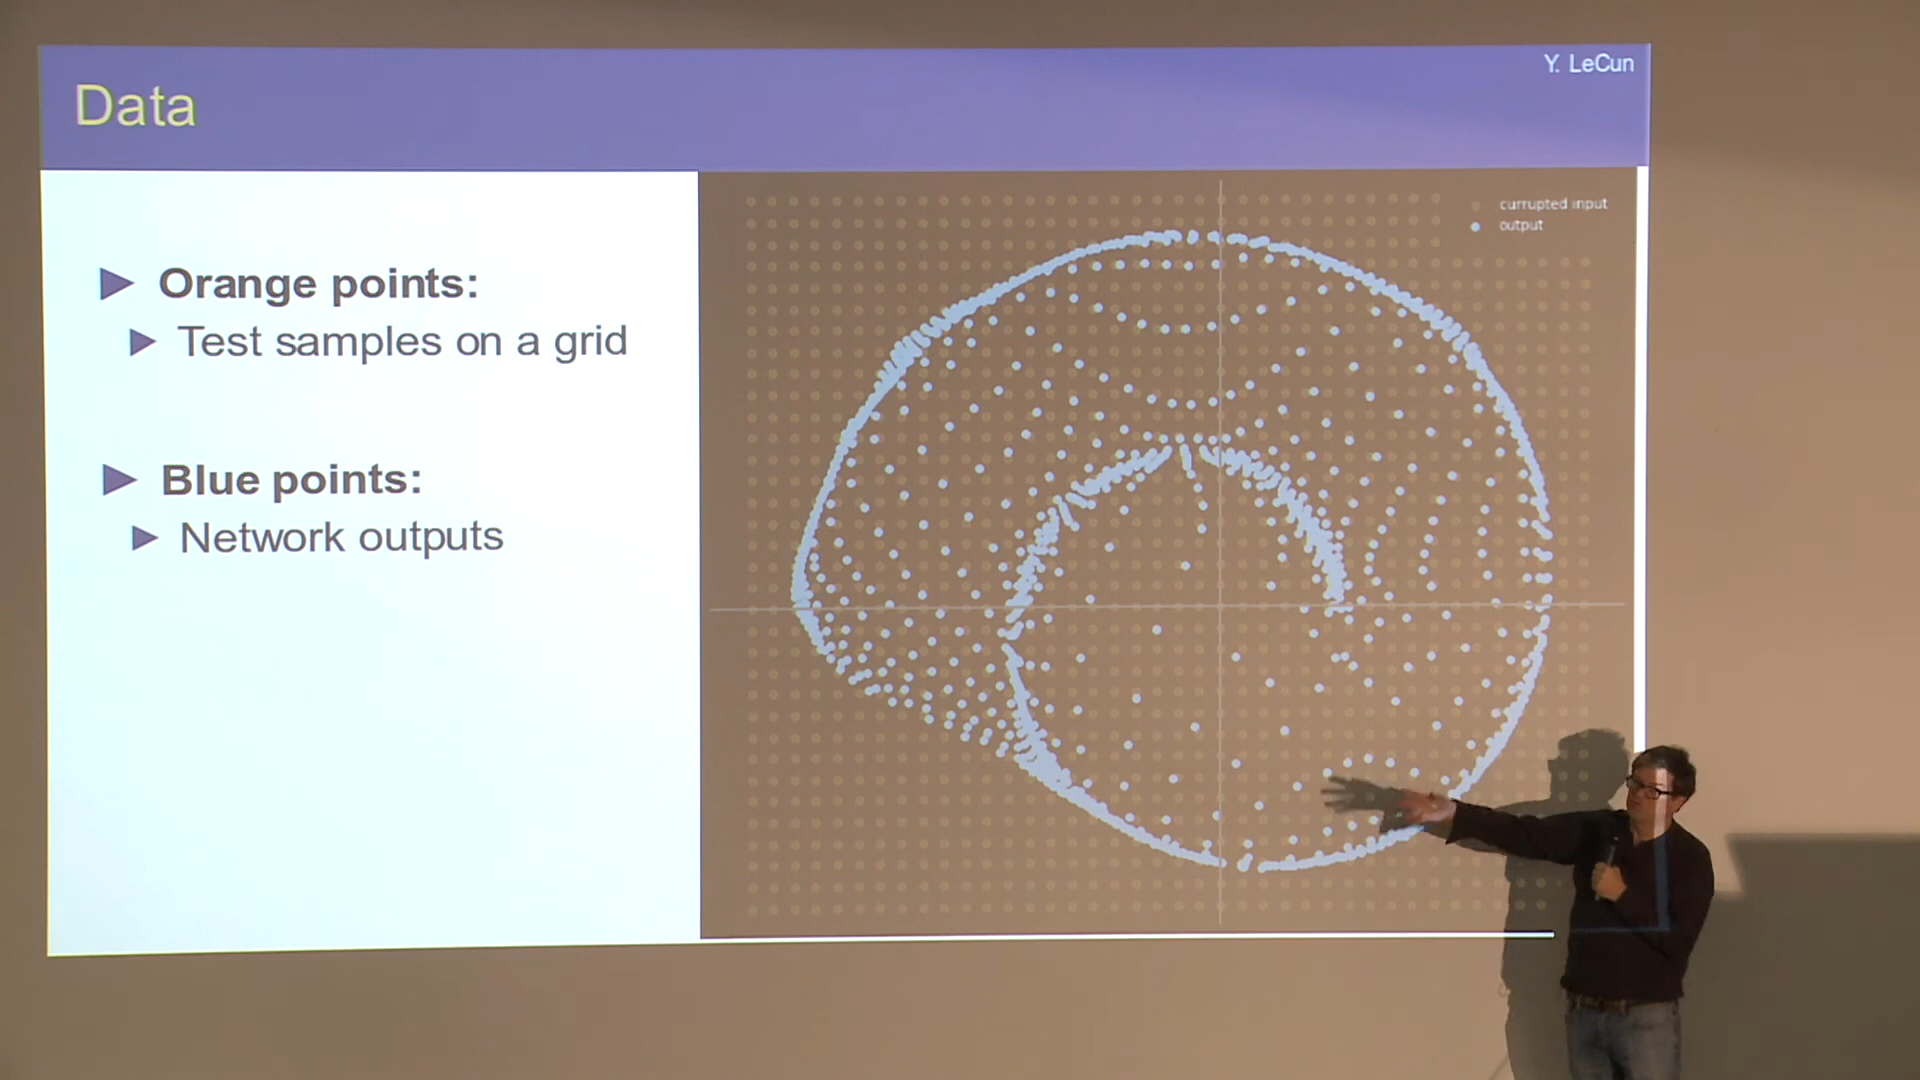 Y. LeCun
Data
currupted input
output
Orange points:
Test samples on a grid
Blue points:
Network outputs